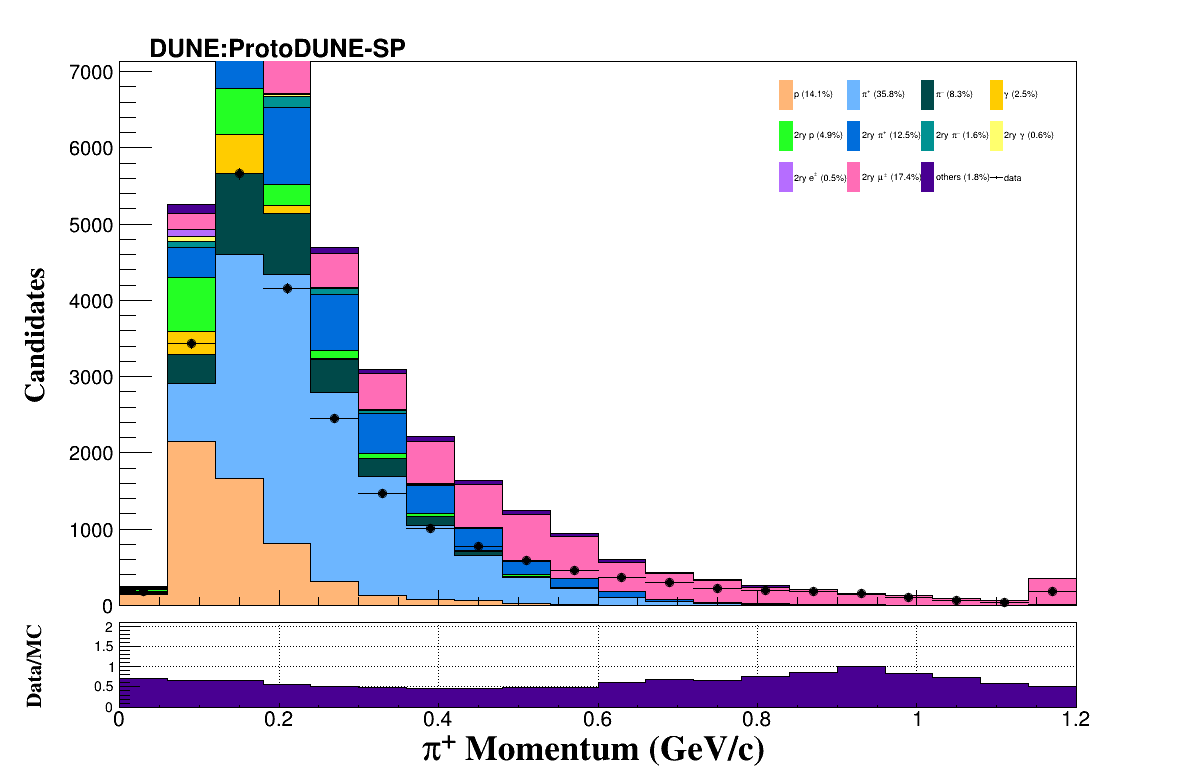 DUNE:ProtoDUNE-SP
7000
6000
5000
4000
3000
2000
1000
0
Candidates
p (14.1%) π⁺ (35.8%) π⁻ (8.3%) γ (2.5%)
2ry p (4.9%) 2ry π⁺ (12.5%) 2ry π⁻ (1.6%) 2ry γ (0.6%)
2ry e± (0.5%) 2ry μ± (17.4%) others (1.8%) data
2
1.5
1
0.5
0
Data/MC
0 0.2 0.4 0.6 0.8 1 1.2
π⁺ Momentum (GeV/c)